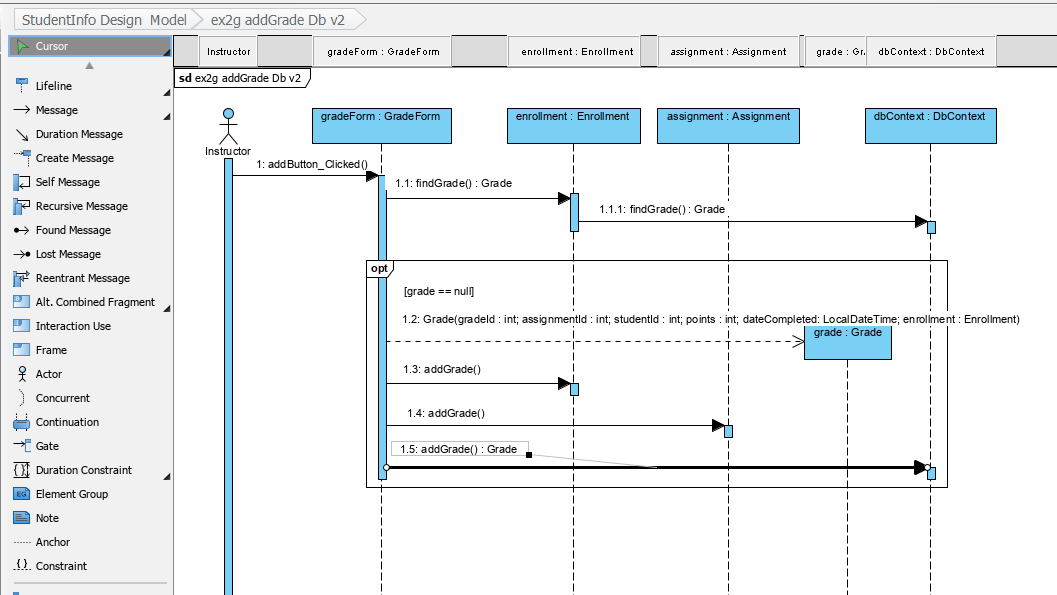 StudentInfo Design Model
ex2g addGrade Db v2
Cursor
Lifeline
Message
Duration Message
Create Message
Self Message
Recursive Message
Found Message
Lost Message
Reentrant Message
Alt. Combined Fragment
Interaction Use
Frame
Actor
Concurrent
Continuation
Gate
Duration Constraint
Element Group
Note
Anchor
Constraint
Instructor
gradeForm : GradeForm
enrollment : Enrollment
assignment : Assignment
grade : Gr.
dbContext : DbContext
sd ex2g addGrade Db v2
gradeForm : GradeForm
enrollment : Enrollment
assignment : Assignment
dbContext : DbContext
Instructor
1: addButton_Clicked()
1.1: findGrade() : Grade
1.1.1: findGrade() : Grade
opt
[grade == null]
1.2: Grade(gradeId : int; assignmentId : int; studentId : int; points : int; dateCompleted: LocalDateTime; enrollment : Enrollment)
grade : Grade
1.3: addGrade()
1.4: addGrade()
1.5: addGrade() : Grade